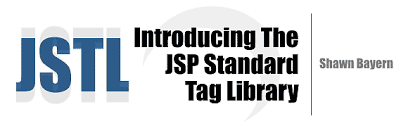 JSTL
Introducing The
JSP Standard
Tag Library
Shawn Bayern